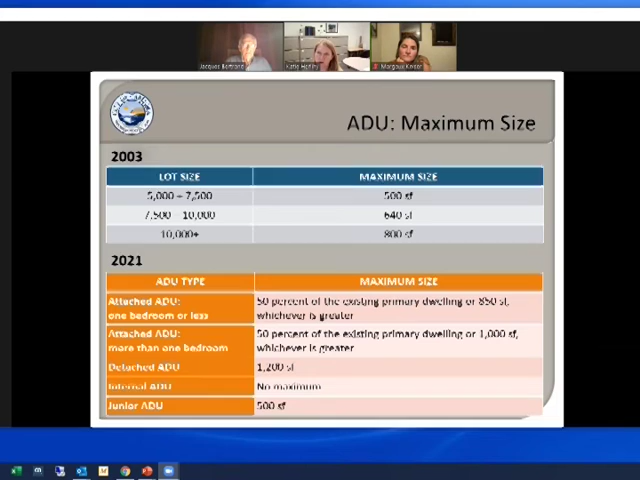 Jacques Bertrand
Katie Herlihy
ADU: Maximum Size
2003
LOT SIZE MAXIMUM SIZE
5,000 – 7,500 500 sf
7,500 – 10,000 640 sf
10,000+ 800 sf
2021
ADU TYPE MAXIMUM SIZE
Attached ADU: 50 percent of the existing primary dwelling or 850 sf,
one bedroom or less whichever is greater
Attached ADU: 50 percent of the existing primary dwelling or 1,000 sf,
more than one bedroom whichever is greater
Detached ADU 1,200 sf
Internal ADU No maximum
Junior ADU 500 sf